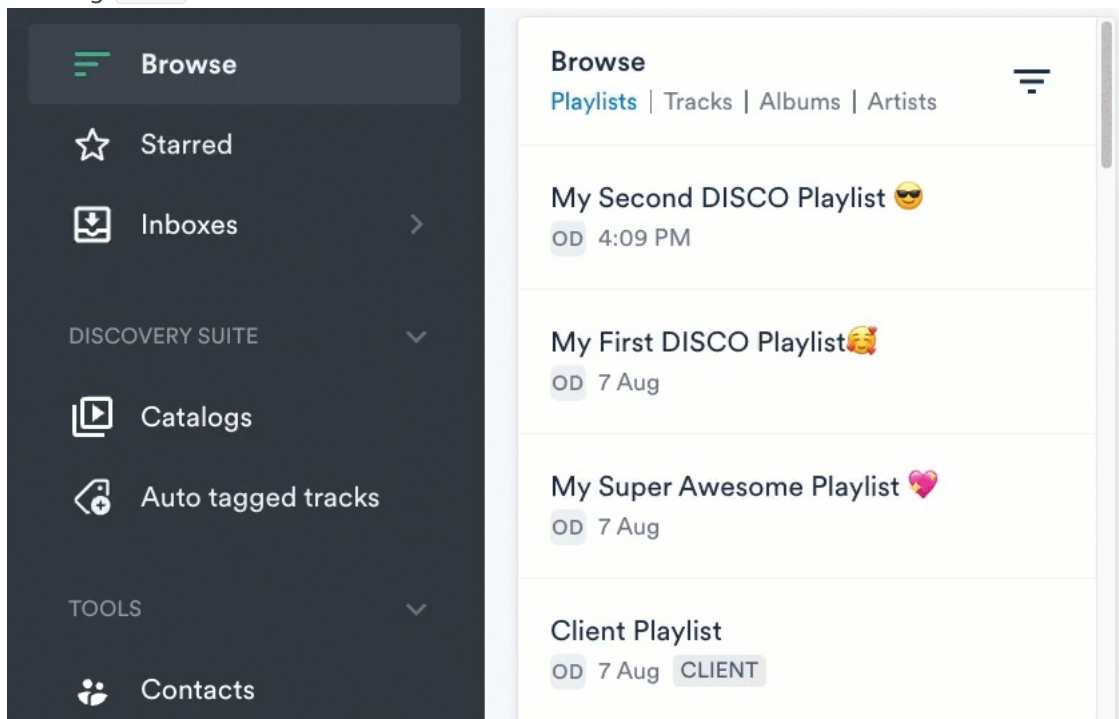 Browse
Starred
Inboxes
DISCOVERY SUITE
Catalogs
Auto tagged tracks
TOOLS
Contacts
Browse
Playlists | Tracks | Albums | Artists
My Second DISCO Playlist 😎
OD 4:09 PM
My First DISCO Playlist🥰
OD 7 Aug
My Super Awesome Playlist 💖
OD 7 Aug
Client Playlist
OD 7 Aug CLIENT